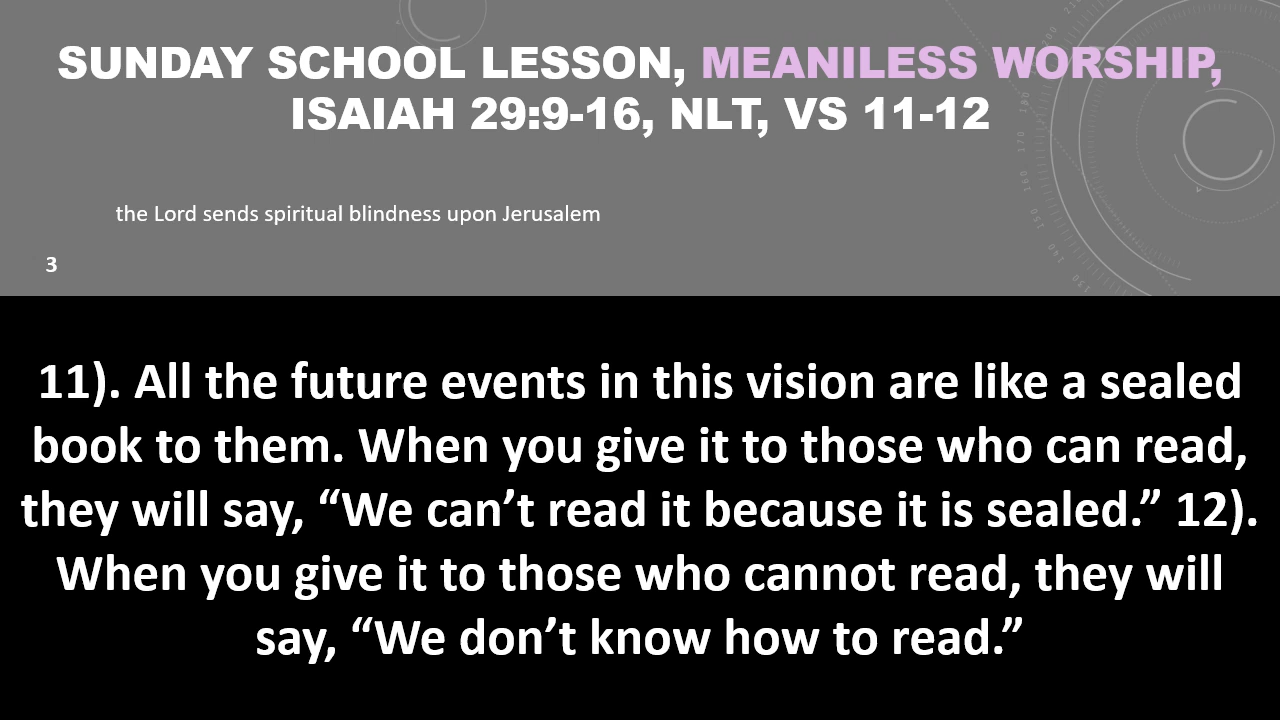 SUNDAY SCHOOL LESSON, MEANILESS WORSHIP,
ISAIAH 29:9-16, NLT, VS 11-12
the Lord sends spiritual blindness upon Jerusalem
3
11). All the future events in this vision are like a sealed
book to them. When you give it to those who can read,
they will say, “We can’t read it because it is sealed.” 12).
When you give it to those who cannot read, they will
say, “We don’t know how to read.”